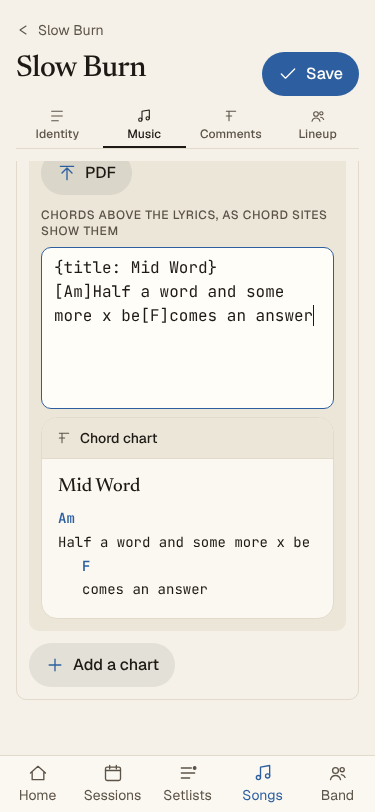 Slow Burn
Slow Burn
Save
Identity
Music
Comments
Lineup
PDF
CHORDS ABOVE THE LYRICS, AS CHORD SITES
SHOW THEM
{title: Mid Word}
[Am]Half a word and some
more x be[F]comes an answer
Chord chart
Mid Word
Am
Half a word and some more x be
F
comes an answer
Add a chart
Home
Sessions
Setlists
Songs
Band